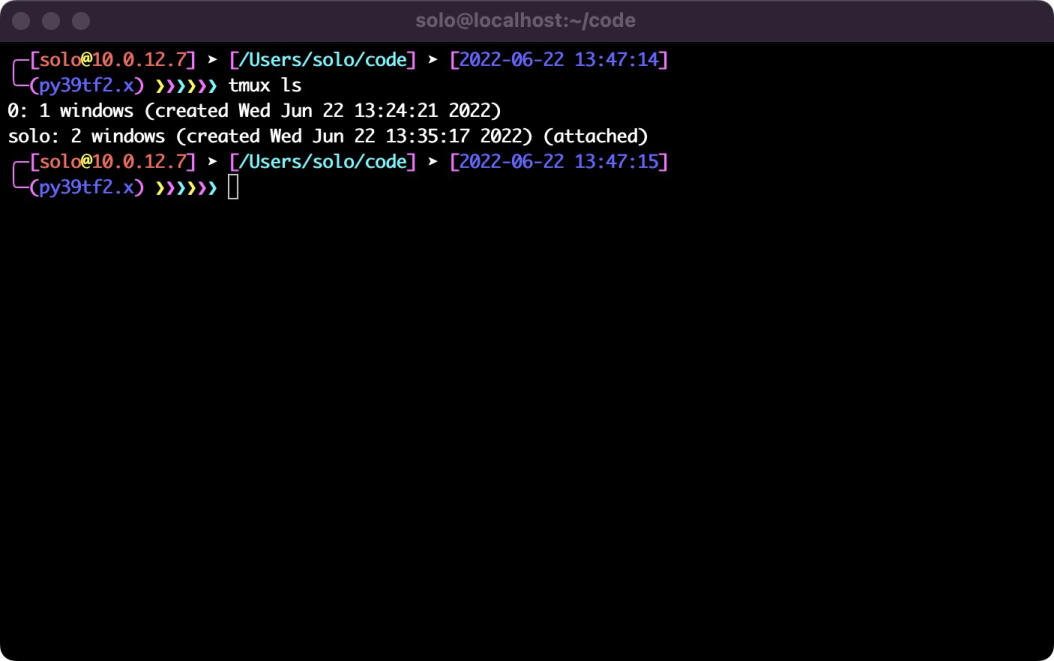 solo@localhost:~/code
╭─[solo@10.0.12.7] ➤ [/Users/solo/code] ➤ [2022-06-22 13:47:14]
╰─(py39tf2.x) ❯❯❯❯❯❯ tmux ls
0: 1 windows (created Wed Jun 22 13:24:21 2022)
solo: 2 windows (created Wed Jun 22 13:35:17 2022) (attached)
╭─[solo@10.0.12.7] ➤ [/Users/solo/code] ➤ [2022-06-22 13:47:15]
╰─(py39tf2.x) ❯❯❯❯❯❯